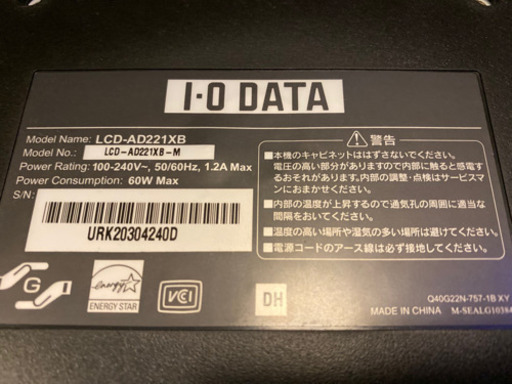 I-O DATA
Model Name: LCD-AD221XB
Model No.: LCD-AD221XB-M
Power Rating: 100-240V~, 50/60Hz, 1.2A Max
Power Consumption: 60W Max
S/N:
URK20304240D
G
energy
ENERGY STAR
VCCI
DH
⚠警告
■本機のキャビネットははずさないでください。
電圧の高い部分がありますので内部に触ると感電す
るおそれがあります。内部の調整・点検はサービスマ
ンにおまかせください。
■内部の温度が上昇するので通気孔の周囲に適当な
間隔をおいてください。
■温度の高い場所や湿気の多い場所は避けてください。
■電源コードのアース線は必ず接地してください。
Q40G22N-757-1B XY
MADE IN CHINA M-SEALG10384